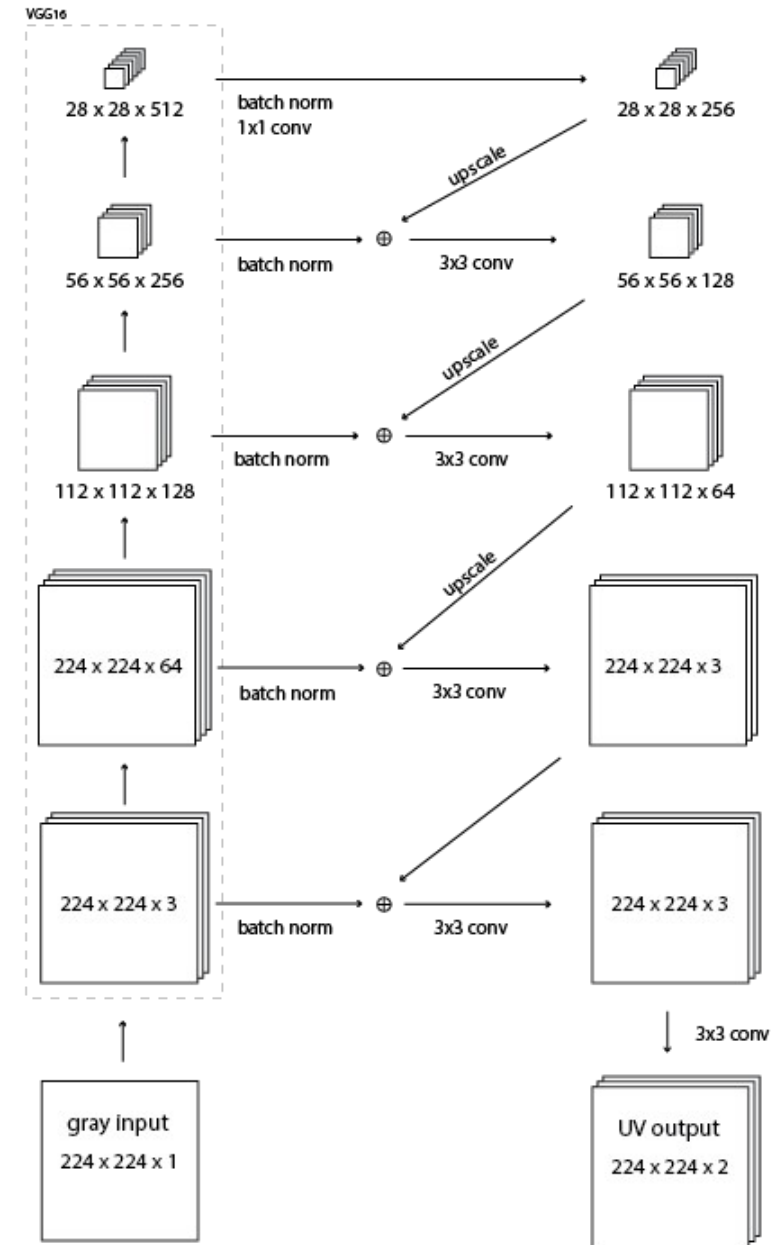 VGG16
28 x 28 x 512
batch norm
1x1 conv
28 x 28 x 256
upscale
56 x 56 x 256
batch norm
⊕
3x3 conv
56 x 56 x 128
upscale
112 x 112 x 128
batch norm
⊕
3x3 conv
112 x 112 x 64
upscale
224 x 224 x 64
batch norm
⊕
3x3 conv
224 x 224 x 3
224 x 224 x 3
batch norm
⊕
3x3 conv
224 x 224 x 3
3x3 conv
gray input
224 x 224 x 1
UV output
224 x 224 x 2